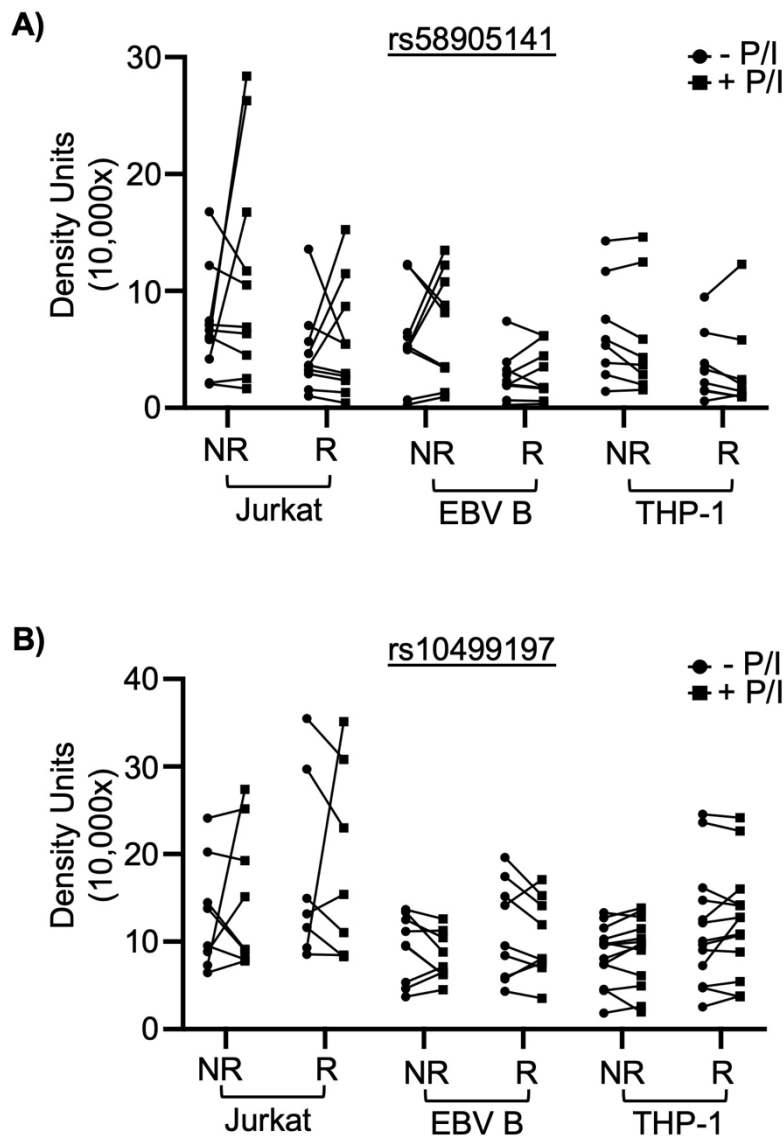 A)
rs58905141
- P/I
+ P/I
Density Units
(10,000x)
30
20
10
0
NR R NR R NR R
Jurkat EBV B THP-1
B)
rs10499197
- P/I
+ P/I
Density Units
(10,000x)
40
30
20
10
0
NR R NR R NR R
Jurkat EBV B THP-1